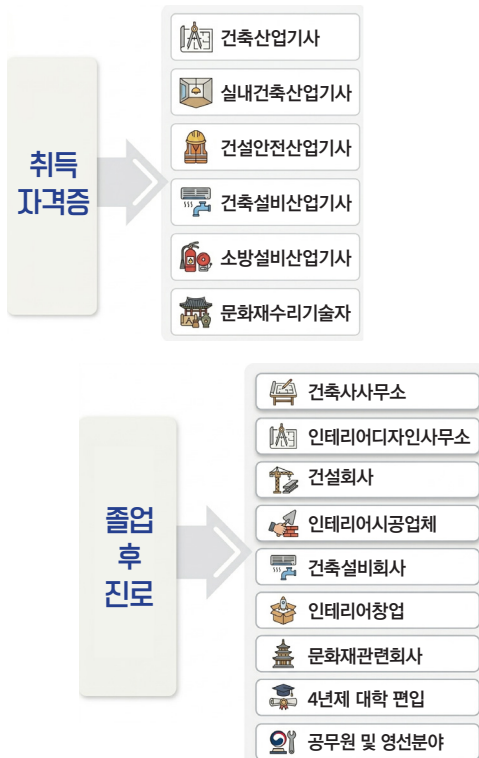 취득
자격증
건축산업기사
실내건축산업기사
건설안전산업기사
건축설비산업기사
소방설비산업기사
문화재수리기술자
졸업
후
진로
건축사사무소
인테리어디자인사무소
건설회사
인테리어시공업체
건축설비회사
인테리어창업
문화재관련회사
4년제 대학 편입
공무원 및 영선분야